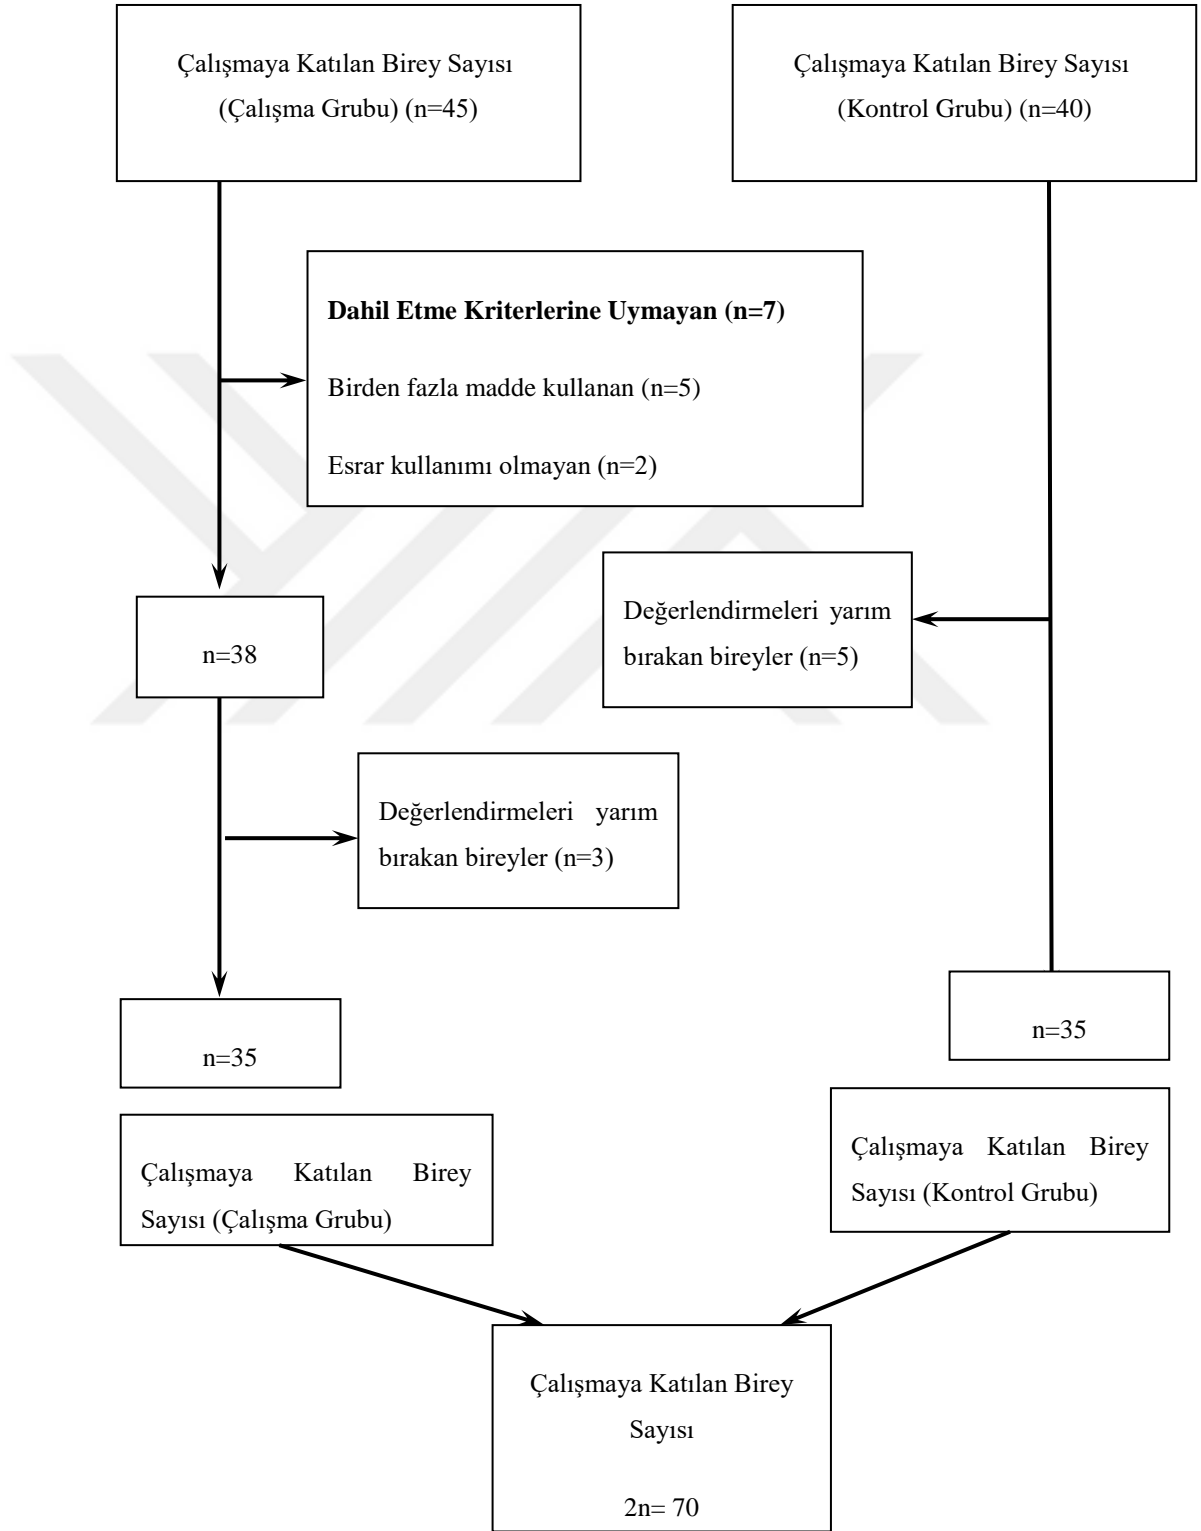 Çalışmaya Katılan Birey Sayısı
(Çalışma Grubu) (n=45)
Çalışmaya Katılan Birey Sayısı
(Kontrol Grubu) (n=40)
Dahil Etme Kriterlerine Uymayan (n=7)
Birden fazla madde kullanan (n=5)
Esrar kullanımı olmayan (n=2)
Değerlendirmeleri yarım
bırakan bireyler (n=5)
n=38
Değerlendirmeleri yarım
bırakan bireyler (n=3)
n=35
n=35
Çalışmaya Katılan Birey
Sayısı (Çalışma Grubu)
Çalışmaya Katılan Birey
Sayısı (Kontrol Grubu)
Çalışmaya Katılan Birey
Sayısı
2n= 70